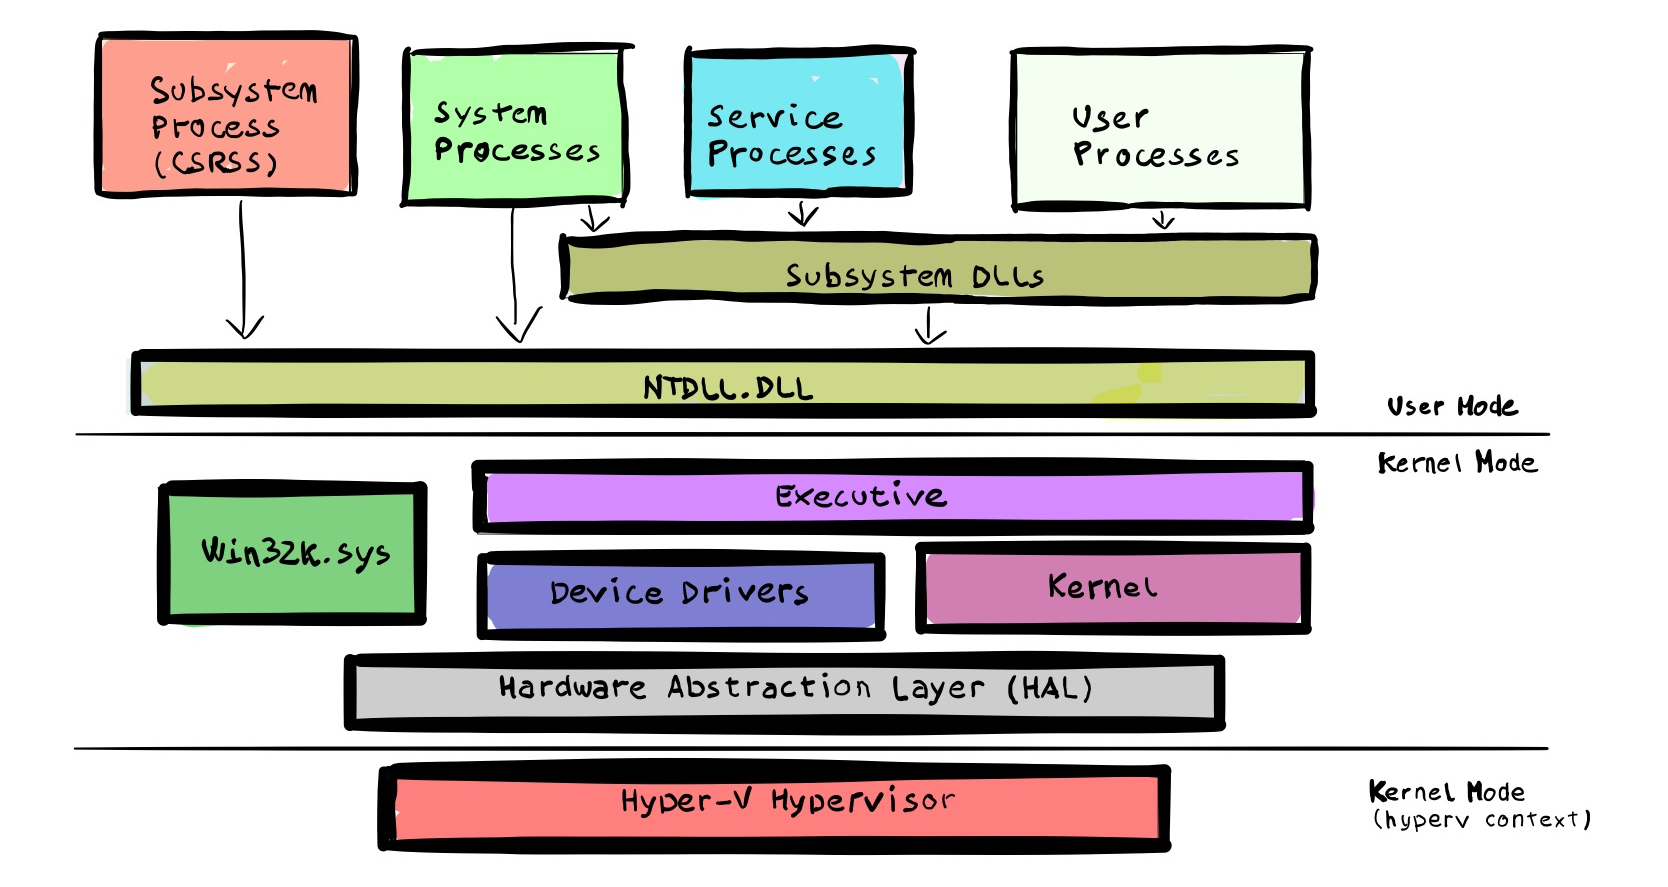 Subsystem
Process
(CSRSS)
System
Processes
Service
Processes
User
Processes
Subsystem DLLs
NTDLL.DLL
User Mode
Kernel Mode
Executive
Win32k.sys
Device Drivers
Kernel
Hardware Abstraction Layer (HAL)
Hyper-V Hypervisor
Kernel Mode
(hyperv context)